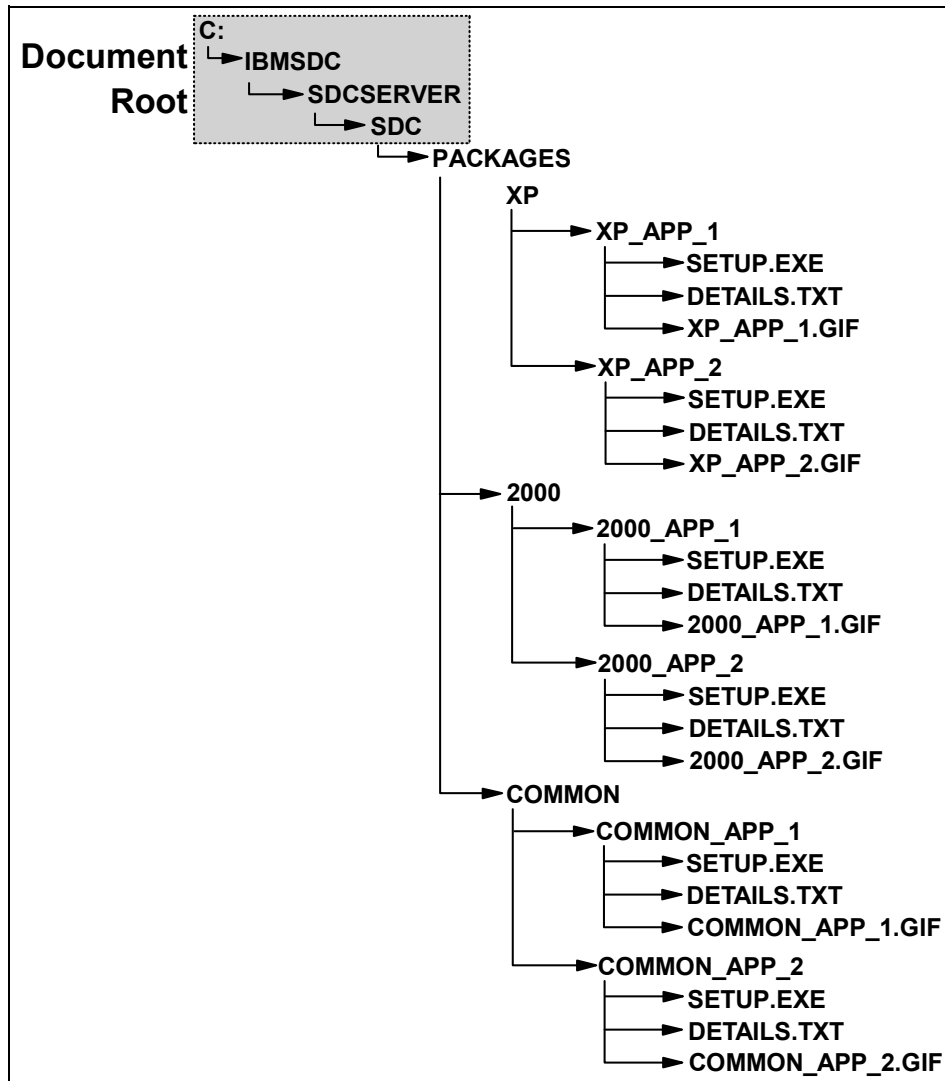 C:
Document
IBMSDC
Root
SDCSERVER
SDC
PACKAGES
XP
XP_APP_1
SETUP.EXE
DETAILS.TXT
XP_APP_1.GIF
XP_APP_2
SETUP.EXE
DETAILS.TXT
XP_APP_2.GIF
2000
2000_APP_1
SETUP.EXE
DETAILS.TXT
2000_APP_1.GIF
2000_APP_2
SETUP.EXE
DETAILS.TXT
2000_APP_2.GIF
COMMON
COMMON_APP_1
SETUP.EXE
DETAILS.TXT
COMMON_APP_1.GIF
COMMON_APP_2
SETUP.EXE
DETAILS.TXT
COMMON_APP_2.GIF